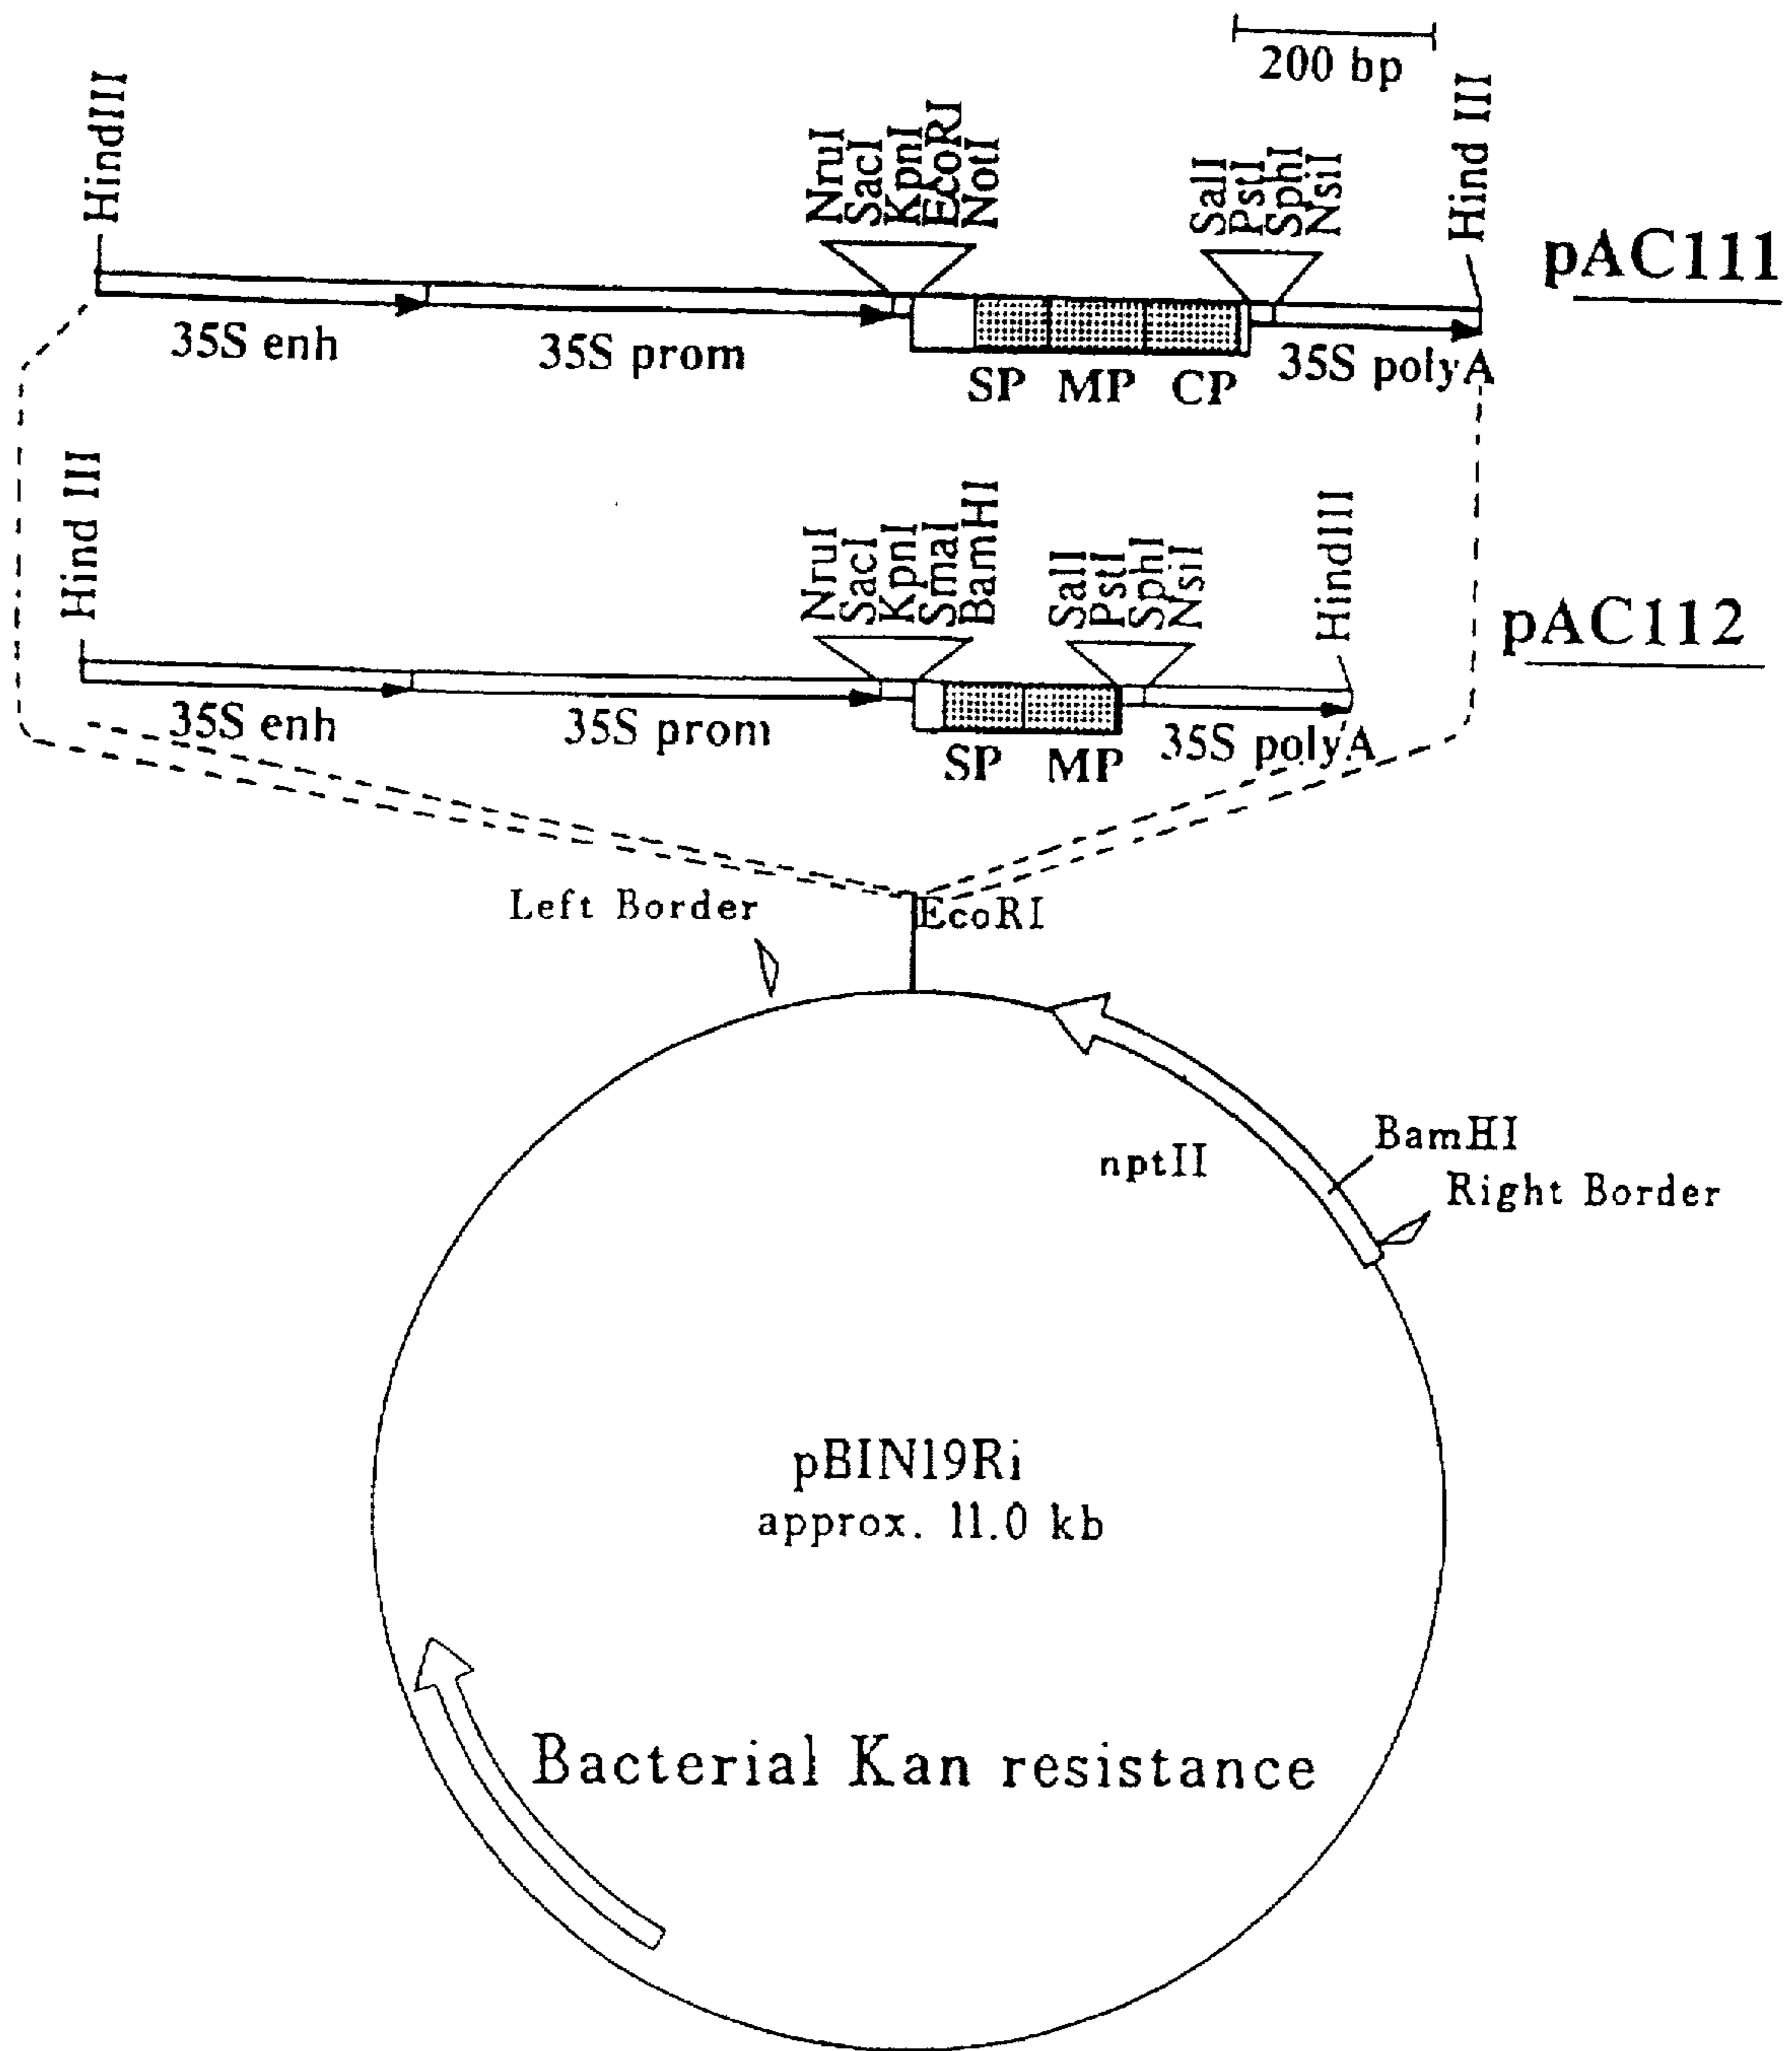 200 bp
HindIII
NruI
SacI
KpnI
EcoRI
NotI
SalI
PstI
SphI
NsiI
Hind III
pAC111
35S enh
35S prom
SP
MP
CP
35S polyA
Hind III
NruI
SacI
KpnI
SmaI
BamHI
SalI
PstI
SphI
NsiI
HindIII
pAC112
35S enh
35S prom
SP
MP
35S polyA
Left Border
EcoRI
nptII
BamHI
Right Border
pBIN19Ri
approx. 11.0 kb
Bacterial Kan resistance